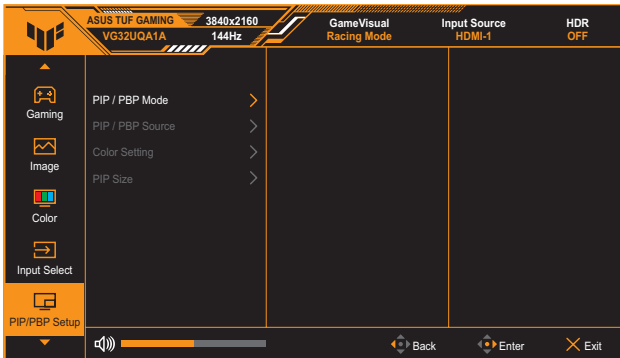 ASUS TUF GAMING 3840x2160 GameVisual Input Source HDR
VG32UQA1A 144Hz Racing Mode HDMI-1 OFF
Gaming
Image
Color
Input Select
PIP/PBP Setup
PIP / PBP Mode
PIP / PBP Source
Color Setting
PIP Size
Back Enter Exit